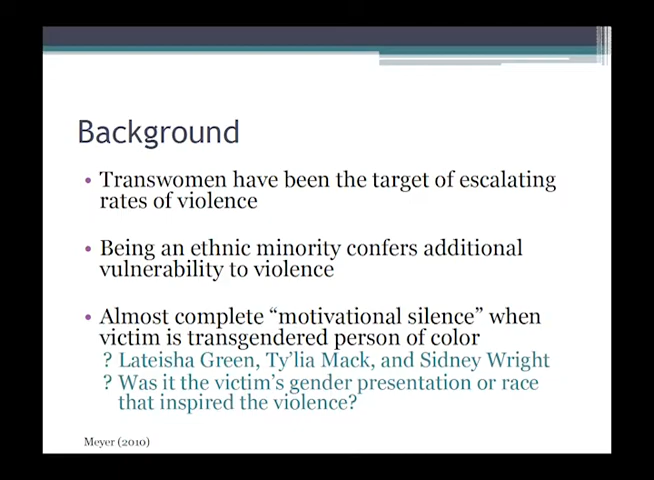 Background
• Transwomen have been the target of escalating
rates of violence
• Being an ethnic minority confers additional
vulnerability to violence
• Almost complete “motivational silence” when
victim is transgendered person of color
? Lateisha Green, Ty’lia Mack, and Sidney Wright
? Was it the victim’s gender presentation or race
that inspired the violence?
Meyer (2010)